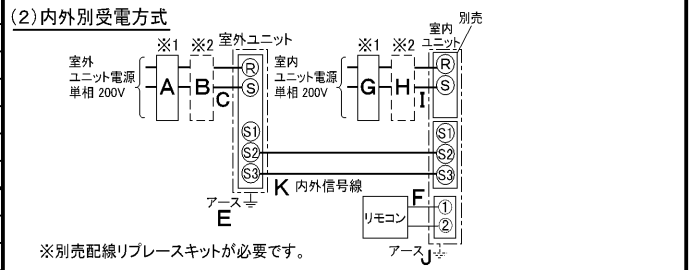 (2)内外別受電方式
※1 ※2 室外ユニット
室外
ユニット電源
単相 200V
A
B
C
R
S
S1
S2
S3
アース
E
K 内外信号線
※1 ※2
室内
ユニット
別売
室内
ユニット電源
単相 200V
G
H
I
R
S
S1
S2
S3
F
リモコン
①
②
アース
J
※別売配線リプレースキットが必要です。